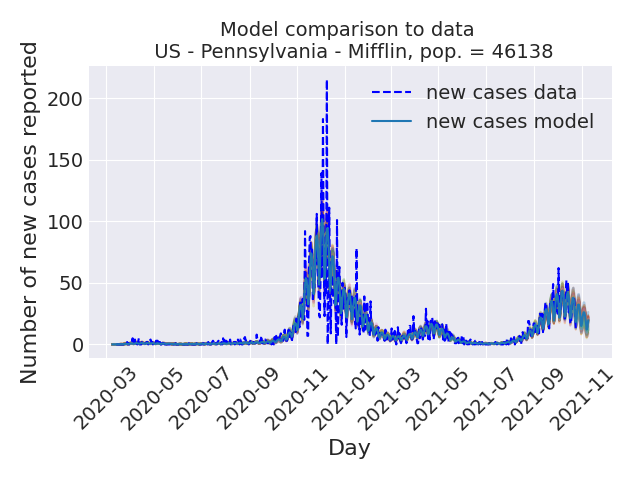 Model comparison to data
US - Pennsylvania - Mifflin, pop. = 46138
Number of new cases reported
200
150
100
50
0
new cases data
new cases model
2020-03
2020-05
2020-07
2020-09
2020-11
2021-01
2021-03
2021-05
2021-07
2021-09
2021-11
Day